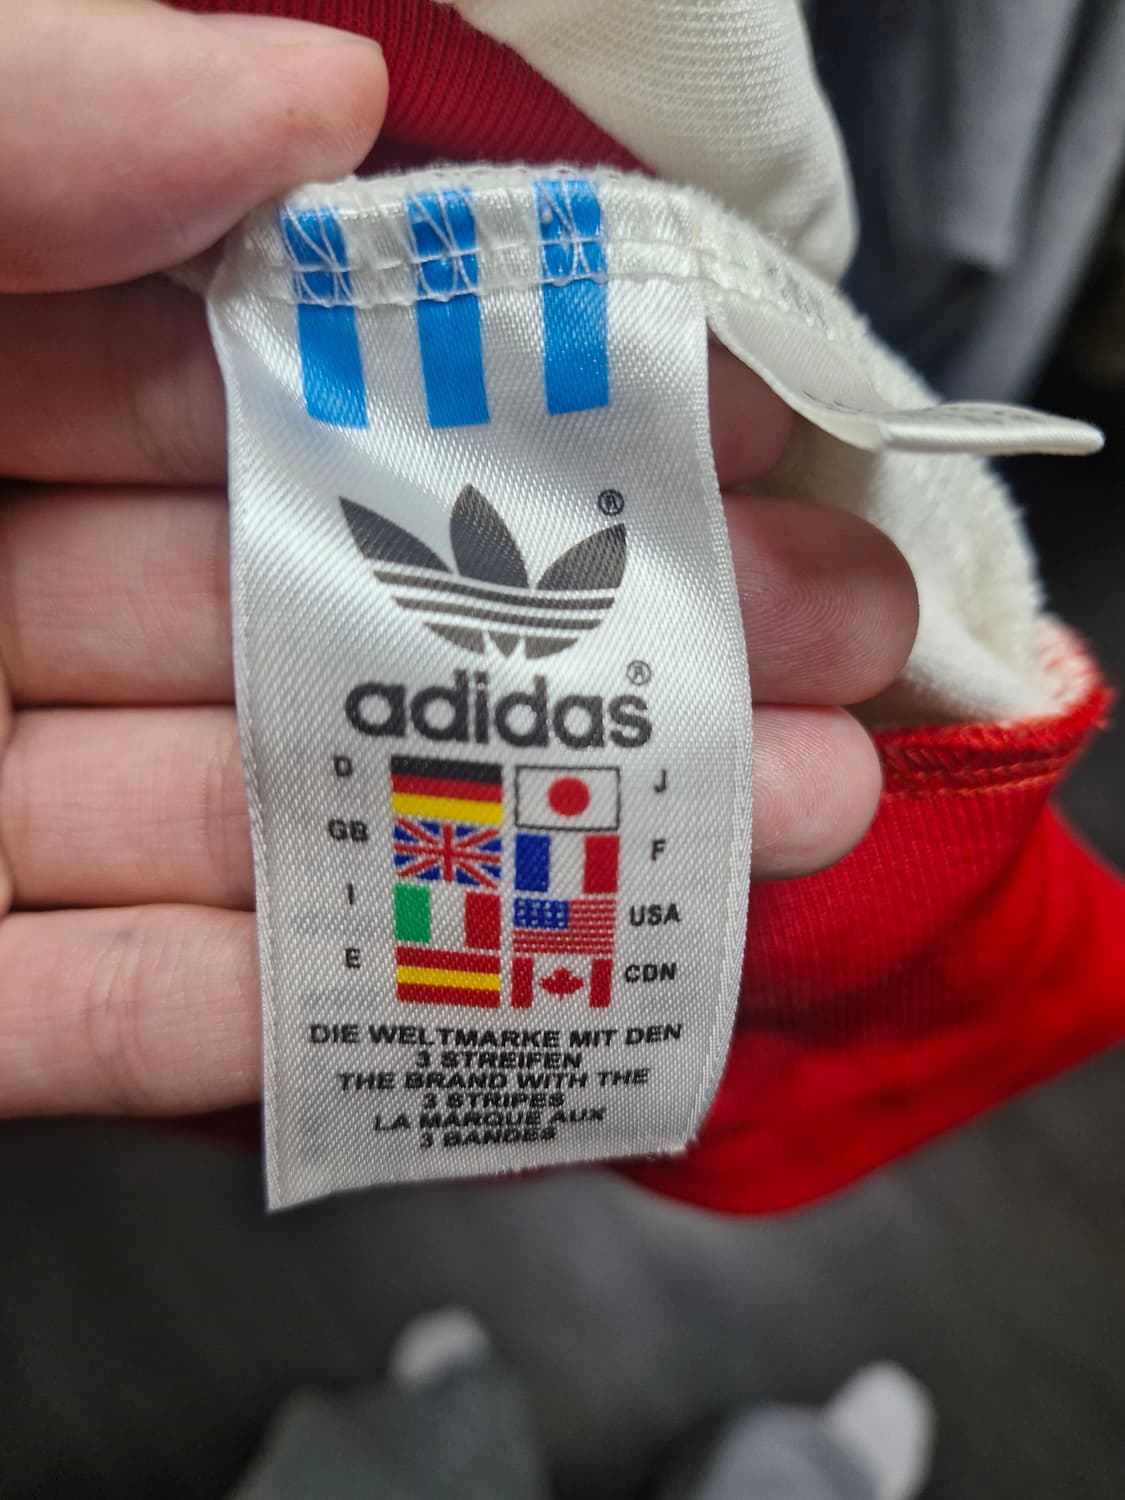 ®
adidas®
D J
GB F
I USA
E CDN
DIE WELTMARKE MIT DEN
3 STREIFEN
THE BRAND WITH THE
3 STRIPES
LA MARQUE AUX
3 BANDES